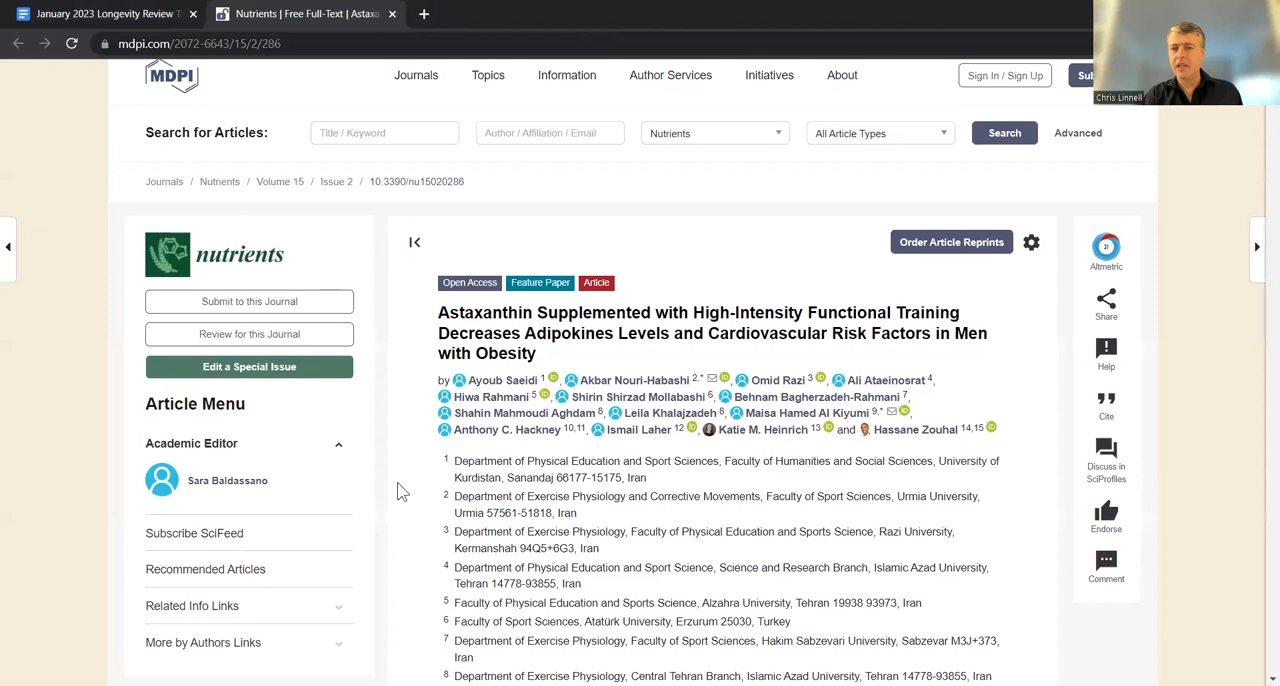 January 2023 Longevity Review T
Nutrients | Free Full-Text | Astaxa
mdpi.com/2072-6643/15/2/286
Chris Linnell
MDPI
Journals Topics Information Author Services Initiatives About
Sign In / Sign Up
Sub
Search for Articles:
Title / Keyword
Author / Affiliation / Email
Nutrients
All Article Types
Search
Advanced
Journals / Nutrients / Volume 15 / Issue 2 / 10.3390/nu15020286
nutrients
Submit to this Journal
Review for this Journal
Edit a Special Issue
Article Menu
Academic Editor
Sara Baldassano
Subscribe SciFeed
Recommended Articles
Related Info Links
More by Authors Links
Order Article Reprints
Open Access Feature Paper Article
Astaxanthin Supplemented with High-Intensity Functional Training
Decreases Adipokines Levels and Cardiovascular Risk Factors in Men
with Obesity
by Ayoub Saeidi 1 iD, Akbar Nouri-Habashi 2,* iD, Omid Razi 3 iD, Ali Ataeinosrat 4,
Hiwa Rahmani 5 iD, Shirin Shirzad Mollabashi 6, Behnam Bagherzadeh-Rahmani 7,
Shahin Mahmoudi Aghdam 8, Leila Khalajzadeh 8, Maisa Hamed Al Kiyumi 9,* iD,
Anthony C. Hackney 10,11, Ismail Laher 12 iD, Katie M. Heinrich 13 iD and Hassane Zouhal 14,15 iD
1 Department of Physical Education and Sport Sciences, Faculty of Humanities and Social Sciences, University of
Kurdistan, Sanandaj 66177-15175, Iran
2 Department of Exercise Physiology and Corrective Movements, Faculty of Sport Sciences, Urmia University,
Urmia 57561-51818, Iran
3 Department of Exercise Physiology, Faculty of Physical Education and Sports Science, Razi University,
Kermanshah 94Q5+6G3, Iran
4 Department of Physical Education and Sport Science, Science and Research Branch, Islamic Azad University,
Tehran 14778-93855, Iran
5 Faculty of Physical Education and Sports Science, Alzahra University, Tehran 19938 93973, Iran
6 Faculty of Sport Sciences, Atatürk University, Erzurum 25030, Turkey
7 Department of Exercise Physiology, Faculty of Sport Sciences, Hakim Sabzevari University, Sabzevar M3J+373,
Iran
8 Department of Exercise Physiology, Central Tehran Branch, Islamic Azad University, Tehran 14778-93855, Iran
21
Altmetric
Share
Help
Cite
Discuss in
SciProfiles
Endorse
Comment